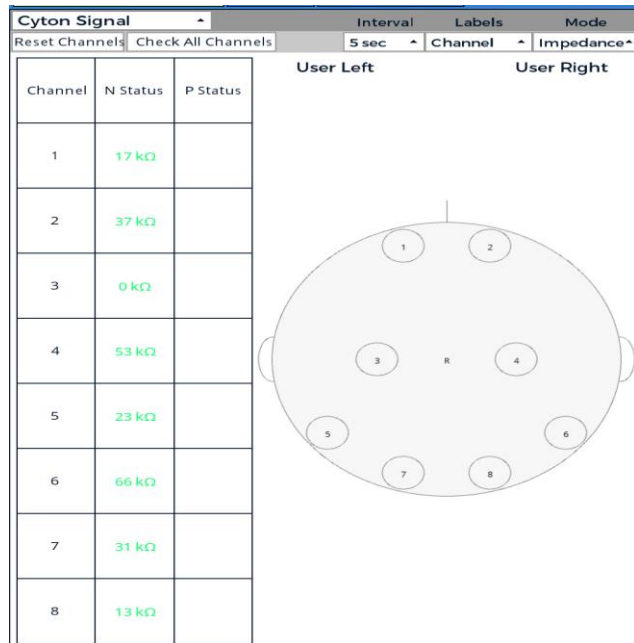 Cyton Signal Interval Labels Mode
Reset Channels Check All Channels 5 sec Channel Impedance
User Left User Right
Channel N Status P Status
1 17 kΩ
2 37 kΩ
3 0 kΩ
4 53 kΩ
5 23 kΩ
6 66 kΩ
7 31 kΩ
8 13 kΩ
1 2
3 R 4
5 6
7 8